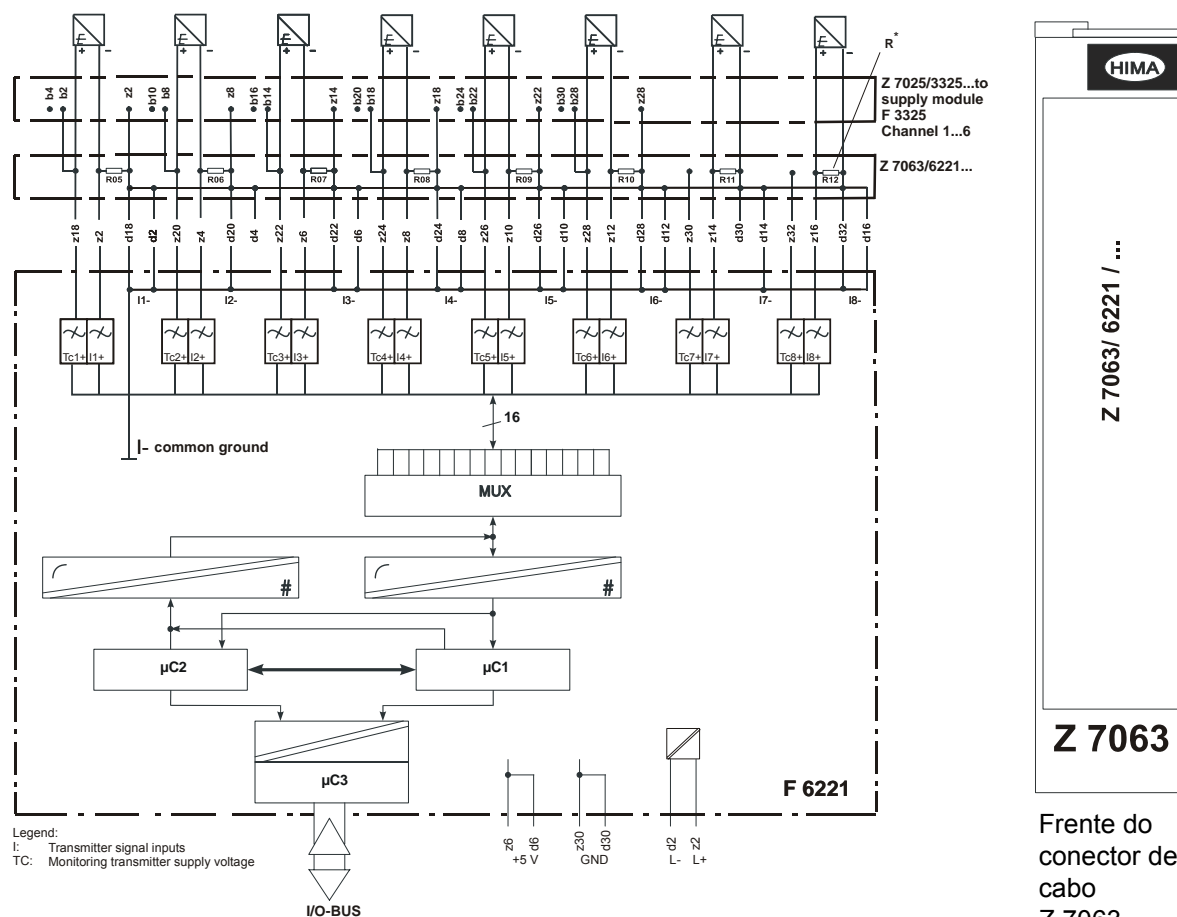 E E E E E E E E
+ - + - + - + - + - + - + - + -
R*
b4 b2 z2 b10 b8 z8 b16 b14 z14 b20 b18 z18 b24 b22 z22 b30 b28 z28
Z 7025/3325...to
supply module
F 3325
Channel 1...6
Z 7063/6221...
R05 R06 R07 R08 R09 R10 R11 R12
z18 z2 d18 d2 z20 z4 d20 d4 z22 z6 d22 d6 z24 z8 d24 d8 z26 z10 d26 d10 z28 z12 d28 d12 z30 z14 d30 d14 z32 z16 d32 d16
I1- I2- I3- I4- I5- I6- I7- I8-
Tc1+ I1+ Tc2+ I2+ Tc3+ I3+ Tc4+ I4+ Tc5+ I5+ Tc6+ I6+ Tc7+ I7+ Tc8+ I8+
16
I- common ground
MUX
# #
µC2 µC1
µC3
F 6221
z6 d6 z30 d30 d2 z2
+5 V GND L- L+
Legend:
I: Transmitter signal inputs
TC: Monitoring transmitter supply voltage
I/O-BUS
HIMA
Z 7063/ 6221 / ...
Z 7063
Frente do
conector de
cabo
Z 7063